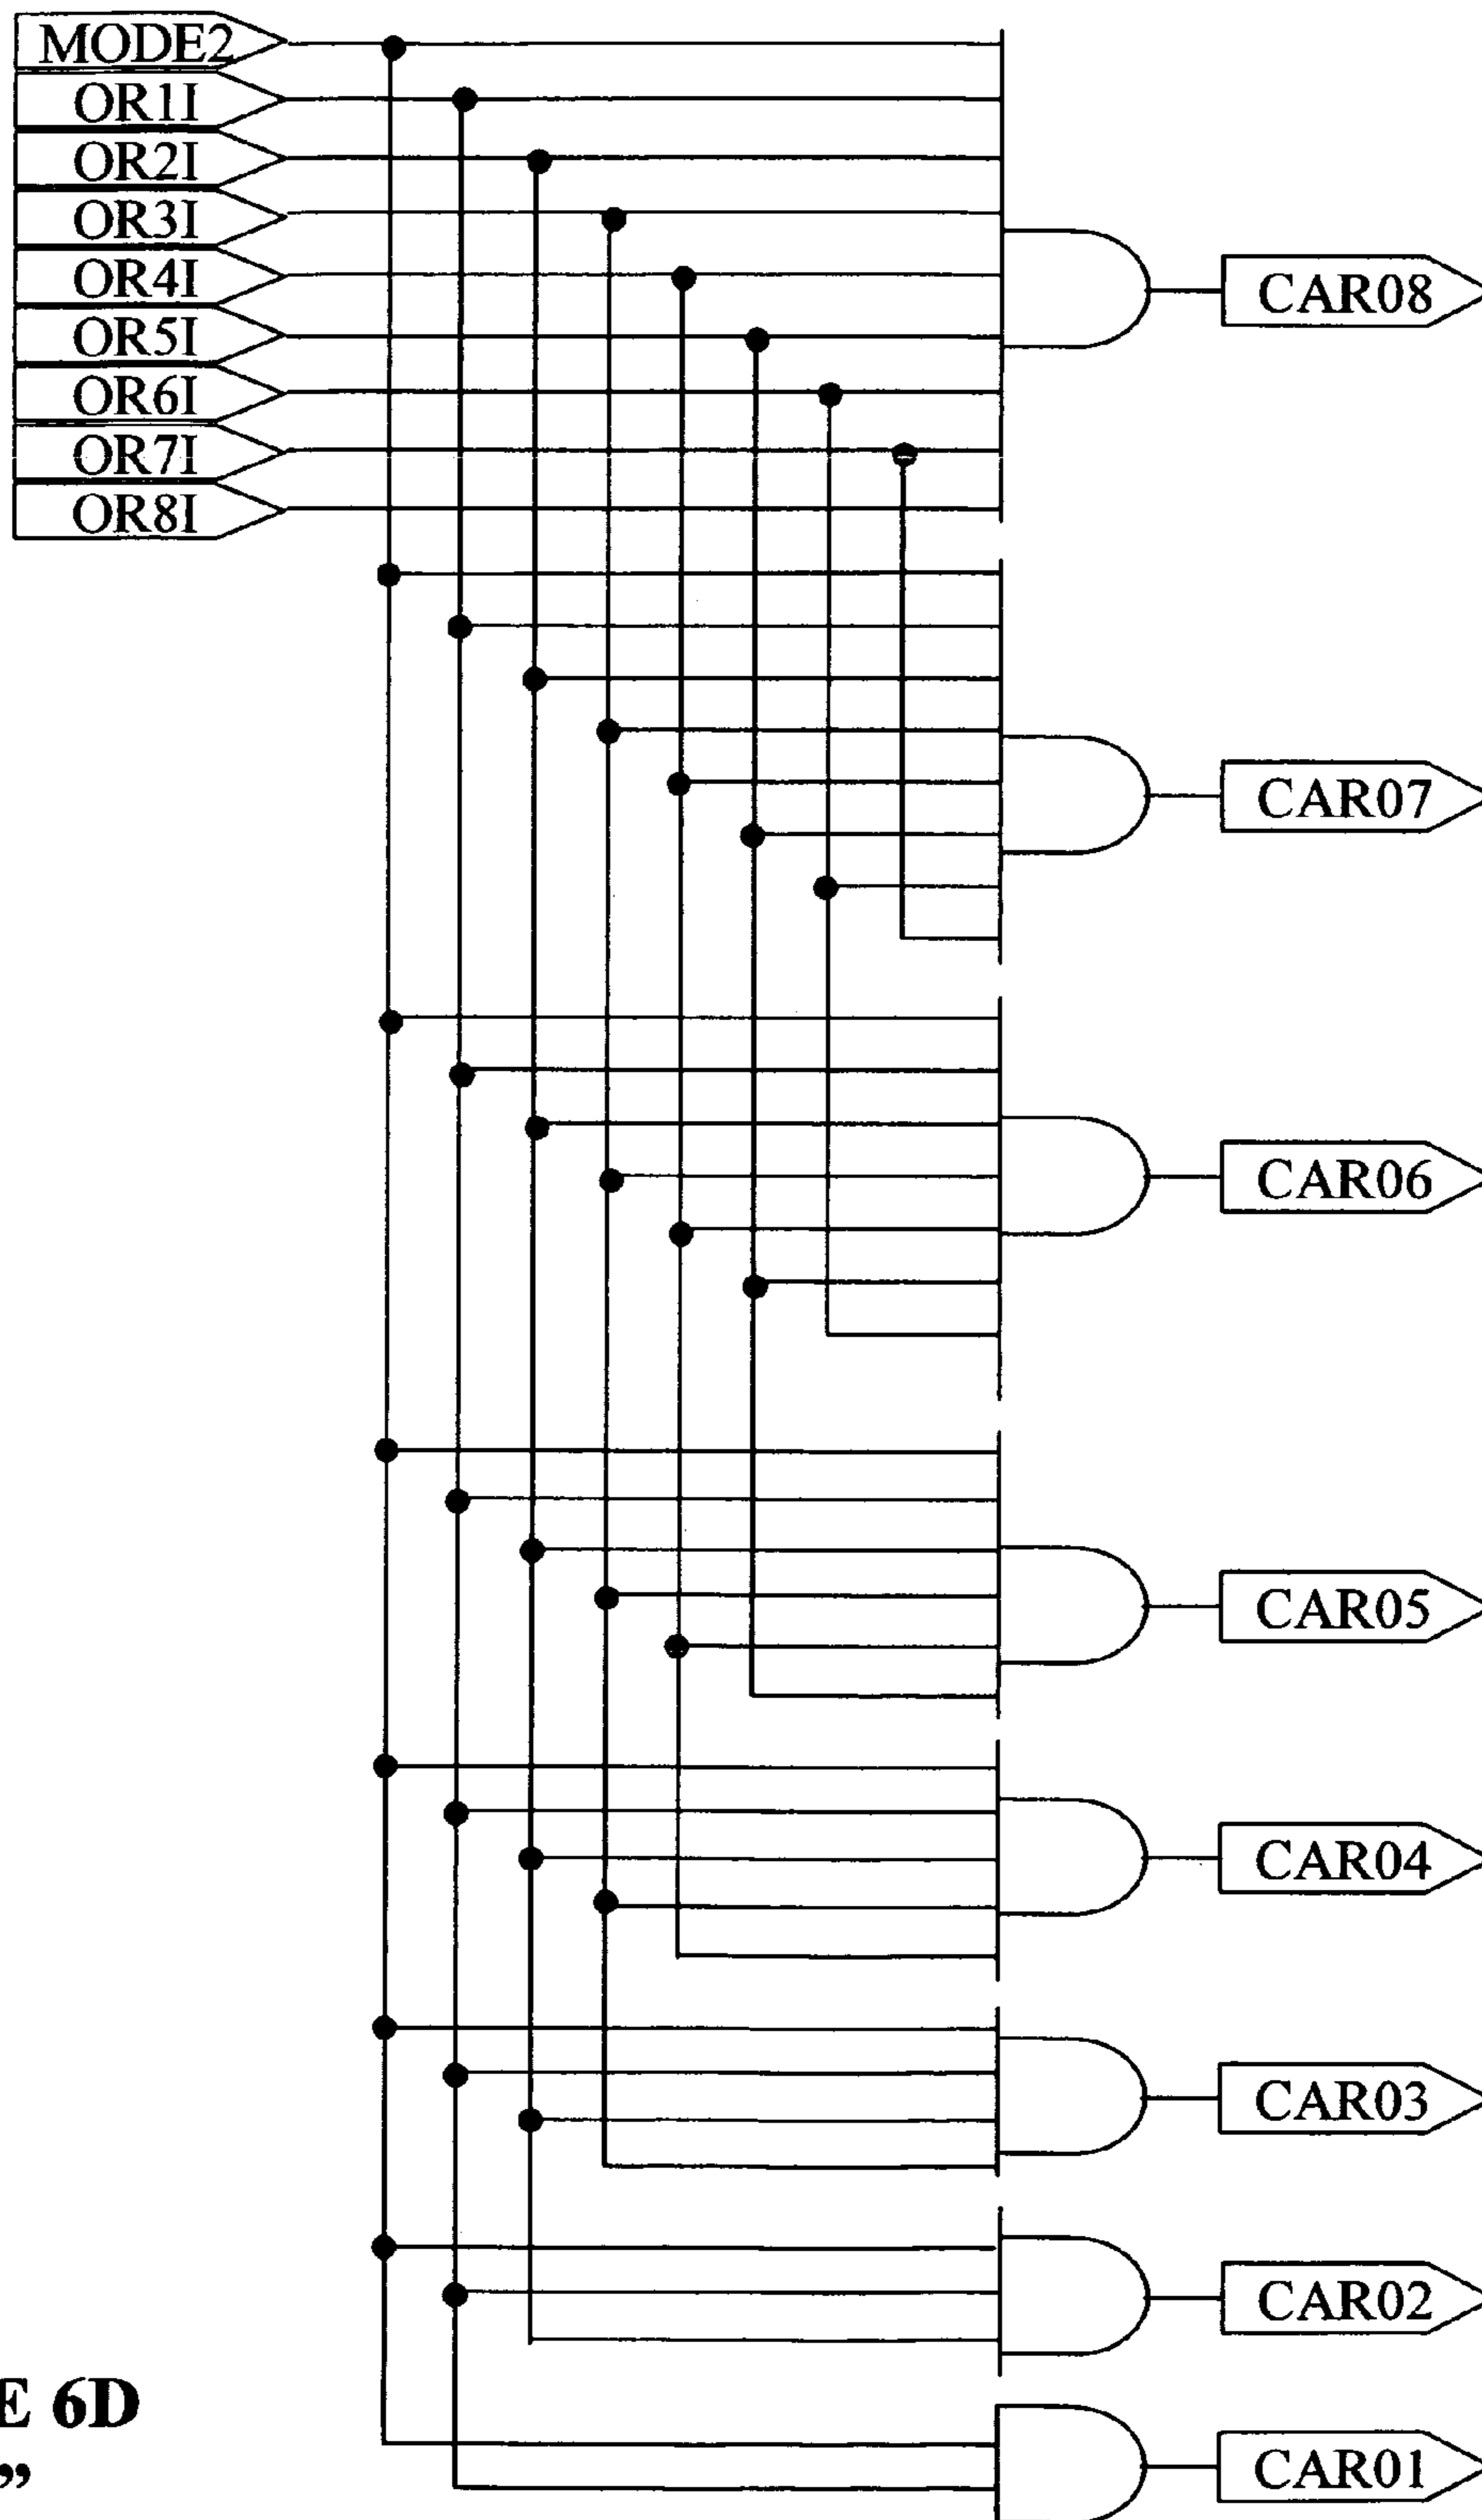 MODE2
OR1I
OR2I
OR3I
OR4I
OR5I
OR6I
OR7I
OR8I
CAR08
CAR07
CAR06
CAR05
CAR04
CAR03
CAR02
CAR01
E 6D
”